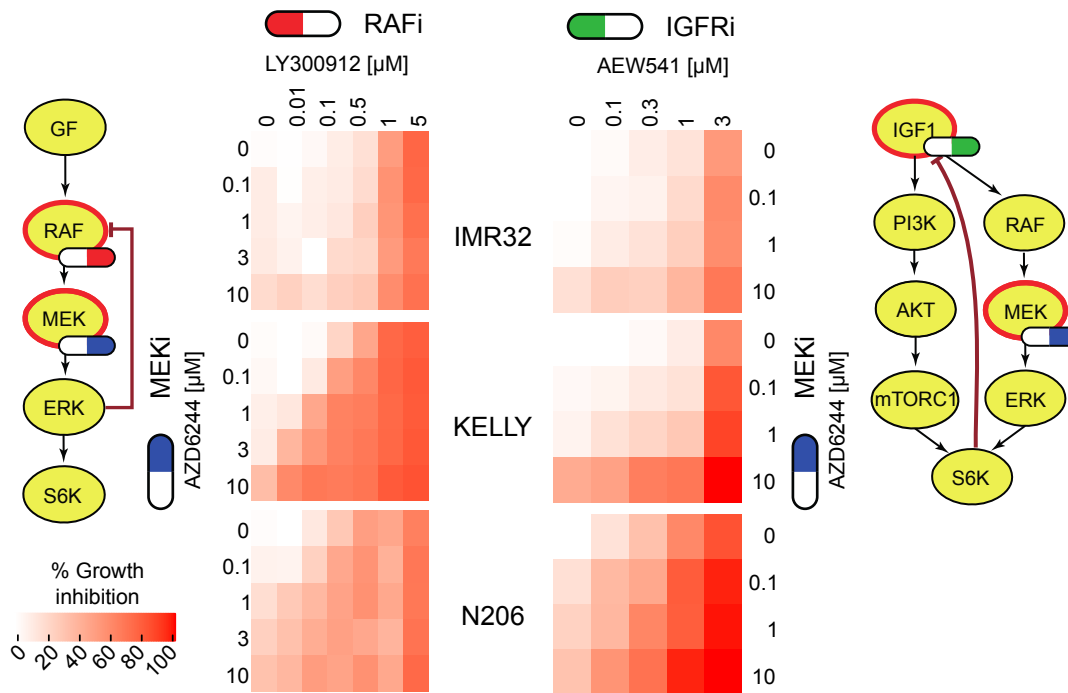 RAFi
LY300912 [µM]
0 0.01 0.1 0.5 1 5
IGFRi
AEW541 [µM]
0 0.1 0.3 1 3
GF
RAF
MEK
ERK
S6K
MEKi
AZD6244 [µM]
0
0.1
1
3
10
0
0.1
1
3
10
0
0.1
1
3
10
IMR32
KELLY
N206
0
0.1
1
10
0
0.1
1
10
0
0.1
1
10
MEKi
AZD6244 [µM]
IGF1
PI3K
RAF
AKT
MEK
mTORC1
ERK
S6K
% Growth
inhibition
0 20 40 60 80 100